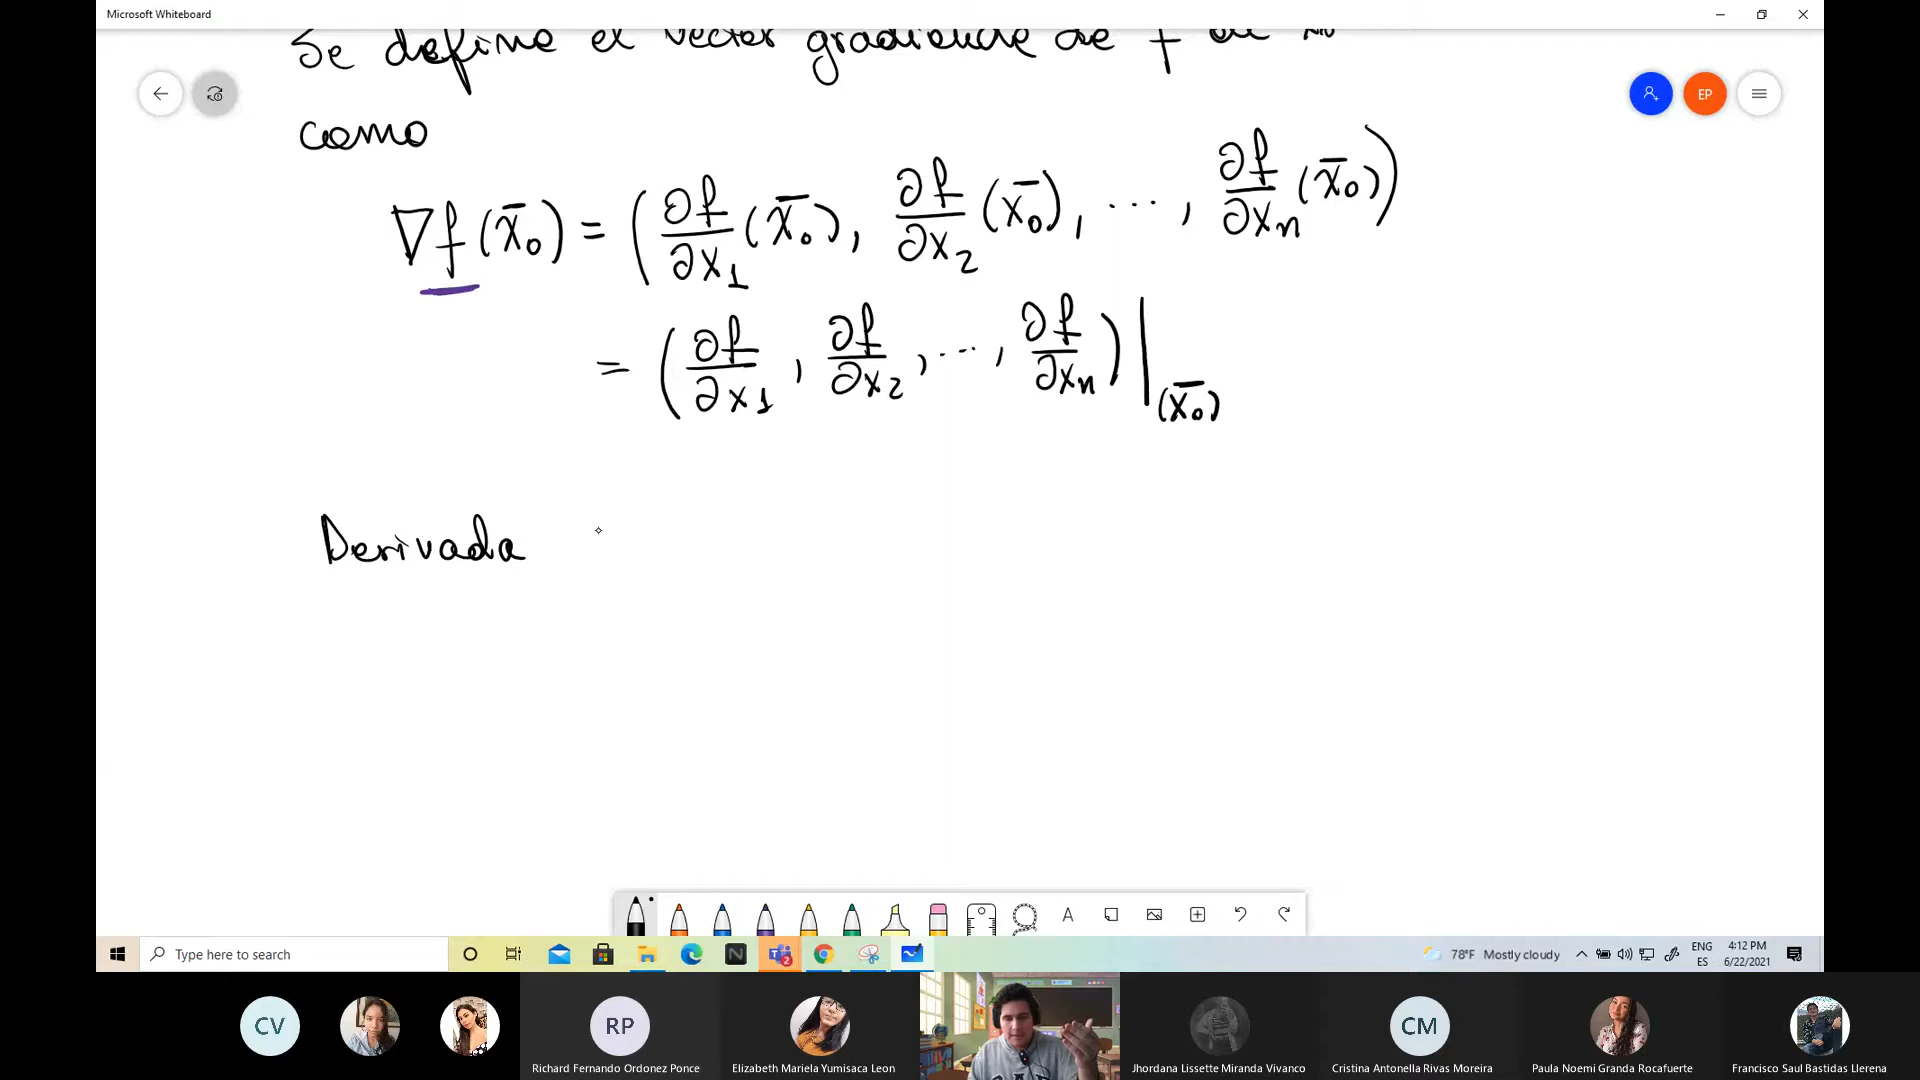 Microsoft Whiteboard
Se define el vector gradiente de f en
como
EP
∇f(x̄₀) = (∂f/∂x₁(x̄₀), ∂f/∂x₂(x̄₀), ..., ∂f/∂xₙ(x̄₀))
= (∂f/∂x₁, ∂f/∂x₂, ..., ∂f/∂xₙ)|(x̄₀)
Derivada
A
Type here to search
2
78°F Mostly cloudy
ENG
ES
4:12 PM
6/22/2021
CV
RP
CM
Richard Fernando Ordonez Ponce
Elizabeth Mariela Yumisaca Leon
Jhordana Lissette Miranda Vivanco
Cristina Antonella Rivas Moreira
Paula Noemi Granda Rocafuerte
Francisco Saul Bastidas Llerena